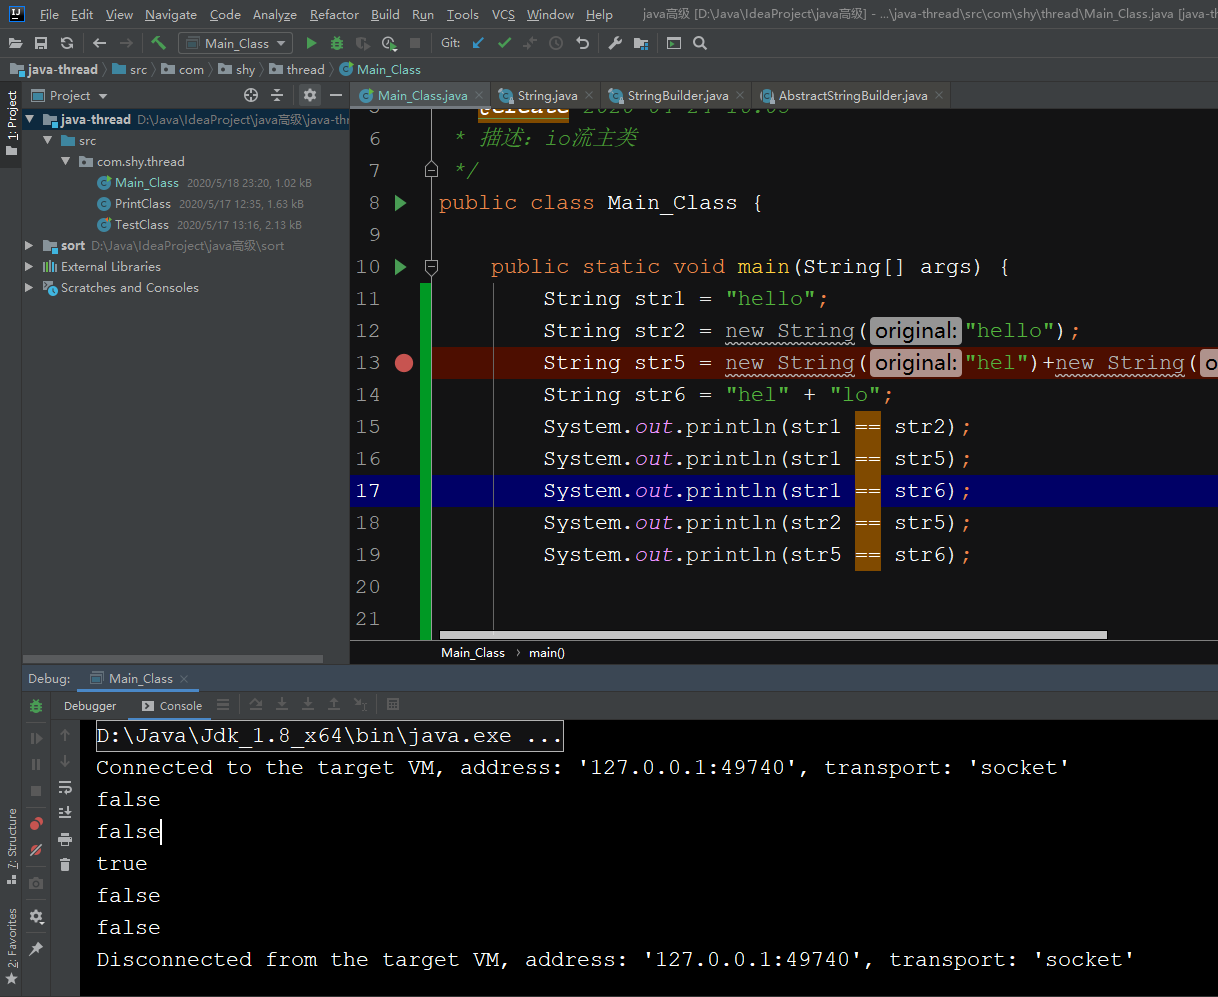 File Edit View Navigate Code Analyze Refactor Build Run Tools VCS Window Help java高级 [D:\Java\IdeaProject\java高级] - ...\java-thread\src\com\shy\thread\Main_Class.java [java-th
Main_Class Git:
java-thread src com shy thread Main_Class
1: Project
Project
Main_Class.java String.java StringBuilder.java AbstractStringBuilder.java
java-thread D:\Java\IdeaProject\java高级\java-thr
src
com.shy.thread
Main_Class 2020/5/18 23:20, 1.02 kB
PrintClass 2020/5/17 12:35, 1.63 kB
TestClass 2020/5/17 13:16, 2.13 kB
sort D:\Java\IdeaProject\java高级\sort
External Libraries
Scratches and Consoles
6 * 描述：io流主类
7 */
8 public class Main_Class {
9
10 public static void main(String[] args) {
11 String str1 = "hello";
12 String str2 = new String( original: "hello");
13 String str5 = new String( original: "hel")+new String( o
14 String str6 = "hel" + "lo";
15 System.out.println(str1 == str2);
16 System.out.println(str1 == str5);
17 System.out.println(str1 == str6);
18 System.out.println(str2 == str5);
19 System.out.println(str5 == str6);
20
21
Main_Class › main()
Debug: Main_Class
Debugger Console
D:\Java\Jdk_1.8_x64\bin\java.exe ...
Connected to the target VM, address: '127.0.0.1:49740', transport: 'socket'
false
false
true
false
false
Disconnected from the target VM, address: '127.0.0.1:49740', transport: 'socket'
7: Structure
2: Favorites